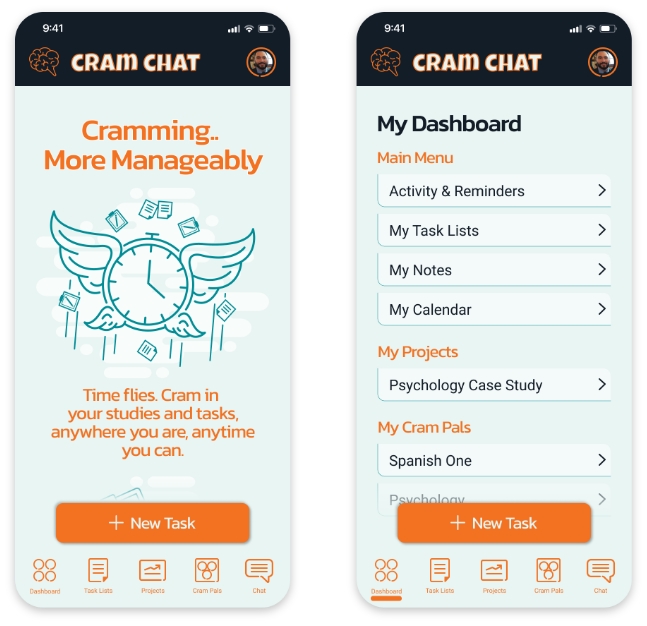 9:41
CRAM CHAT
Cramming..
More Manageably
Time flies. Cram in
your studies and tasks,
anywhere you are, anytime
you can.
+ New Task
Dashboard
Task Lists
Projects
Cram Pals
Chat
9:41
CRAM CHAT
My Dashboard
Main Menu
Activity & Reminders
My Task Lists
My Notes
My Calendar
My Projects
Psychology Case Study
My Cram Pals
Spanish One
Psychology
+ New Task
Dashboard
Task Lists
Projects
Cram Pals
Chat